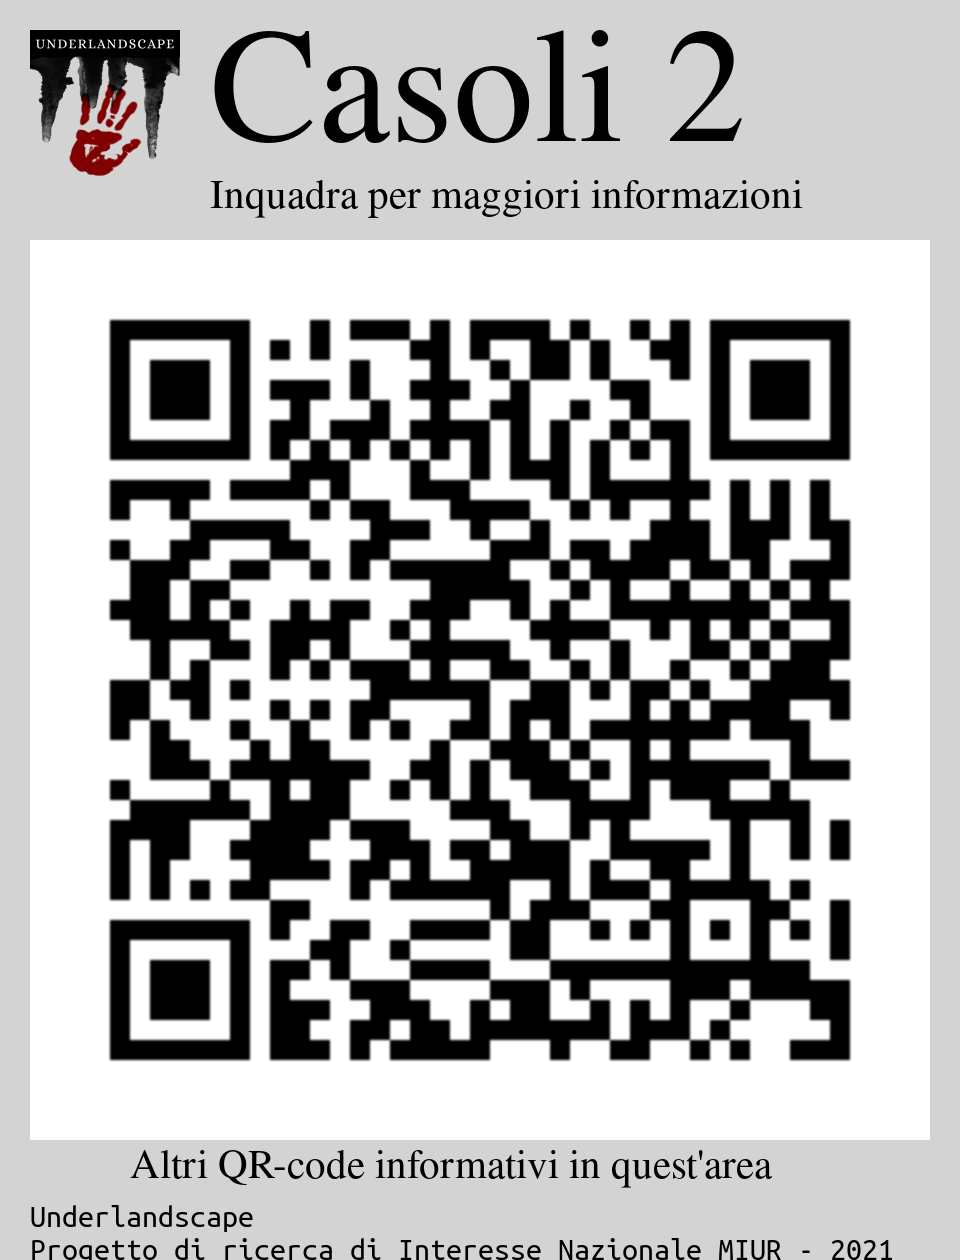 UNDERLANDSCAPE
Casoli 2
Inquadra per maggiori informazioni
Altri QR-code informativi in quest'area
Underlandscape
Progetto di ricerca di Interesse Nazionale MIUR - 2021